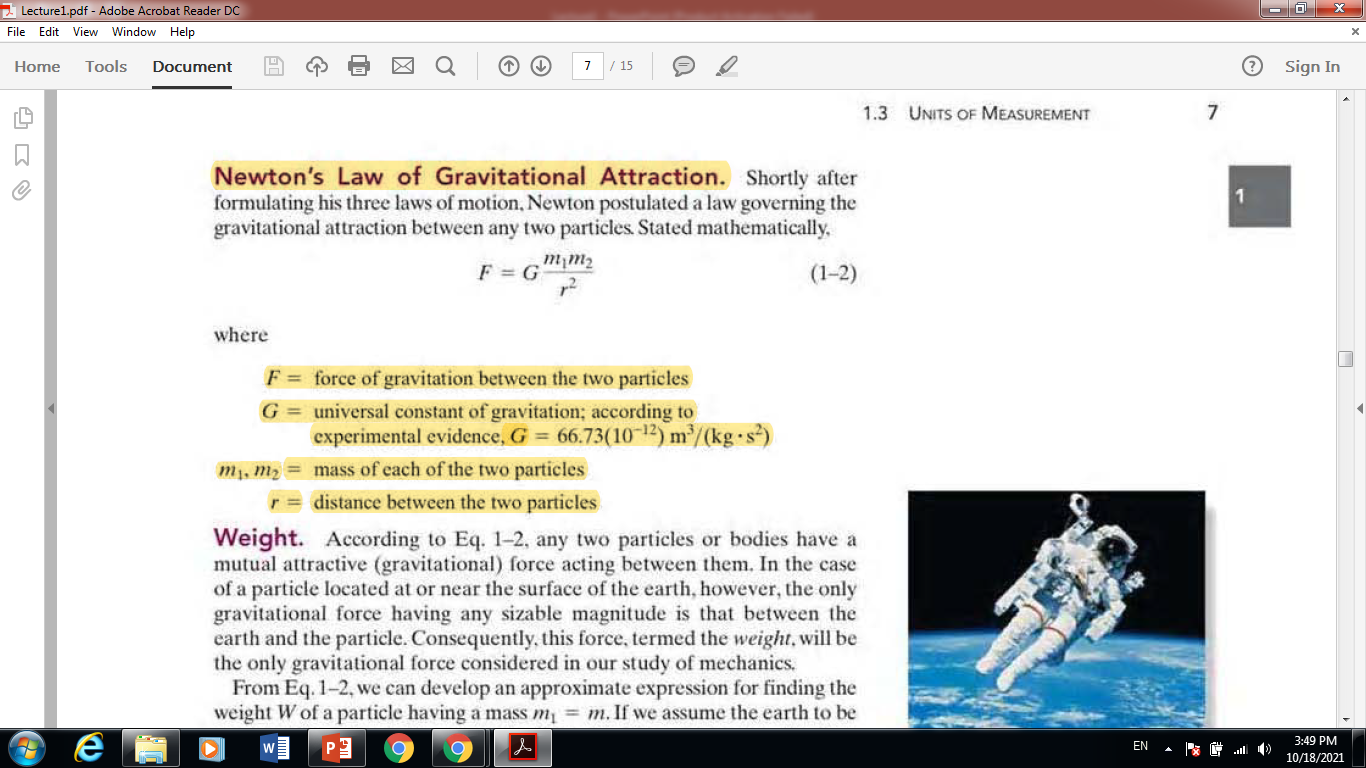 Lecture1.pdf - Adobe Acrobat Reader DC
File Edit View Window Help
Home Tools Document 7 / 15 Sign In
1.3 UNITS OF MEASUREMENT 7
1
Newton's Law of Gravitational Attraction. Shortly after
formulating his three laws of motion, Newton postulated a law governing the
gravitational attraction between any two particles. Stated mathematically,
F = G m₁m₂ / r² (1–2)
where
F = force of gravitation between the two particles
G = universal constant of gravitation; according to
experimental evidence, G = 66.73(10⁻¹²) m³/(kg · s²)
m₁, m₂ = mass of each of the two particles
r = distance between the two particles
Weight. According to Eq. 1–2, any two particles or bodies have a
mutual attractive (gravitational) force acting between them. In the case
of a particle located at or near the surface of the earth, however, the only
gravitational force having any sizable magnitude is that between the
earth and the particle. Consequently, this force, termed the weight, will be
the only gravitational force considered in our study of mechanics.
From Eq. 1–2, we can develop an approximate expression for finding the
weight W of a particle having a mass m₁ = m. If we assume the earth to be
EN 3:49 PM
10/18/2021